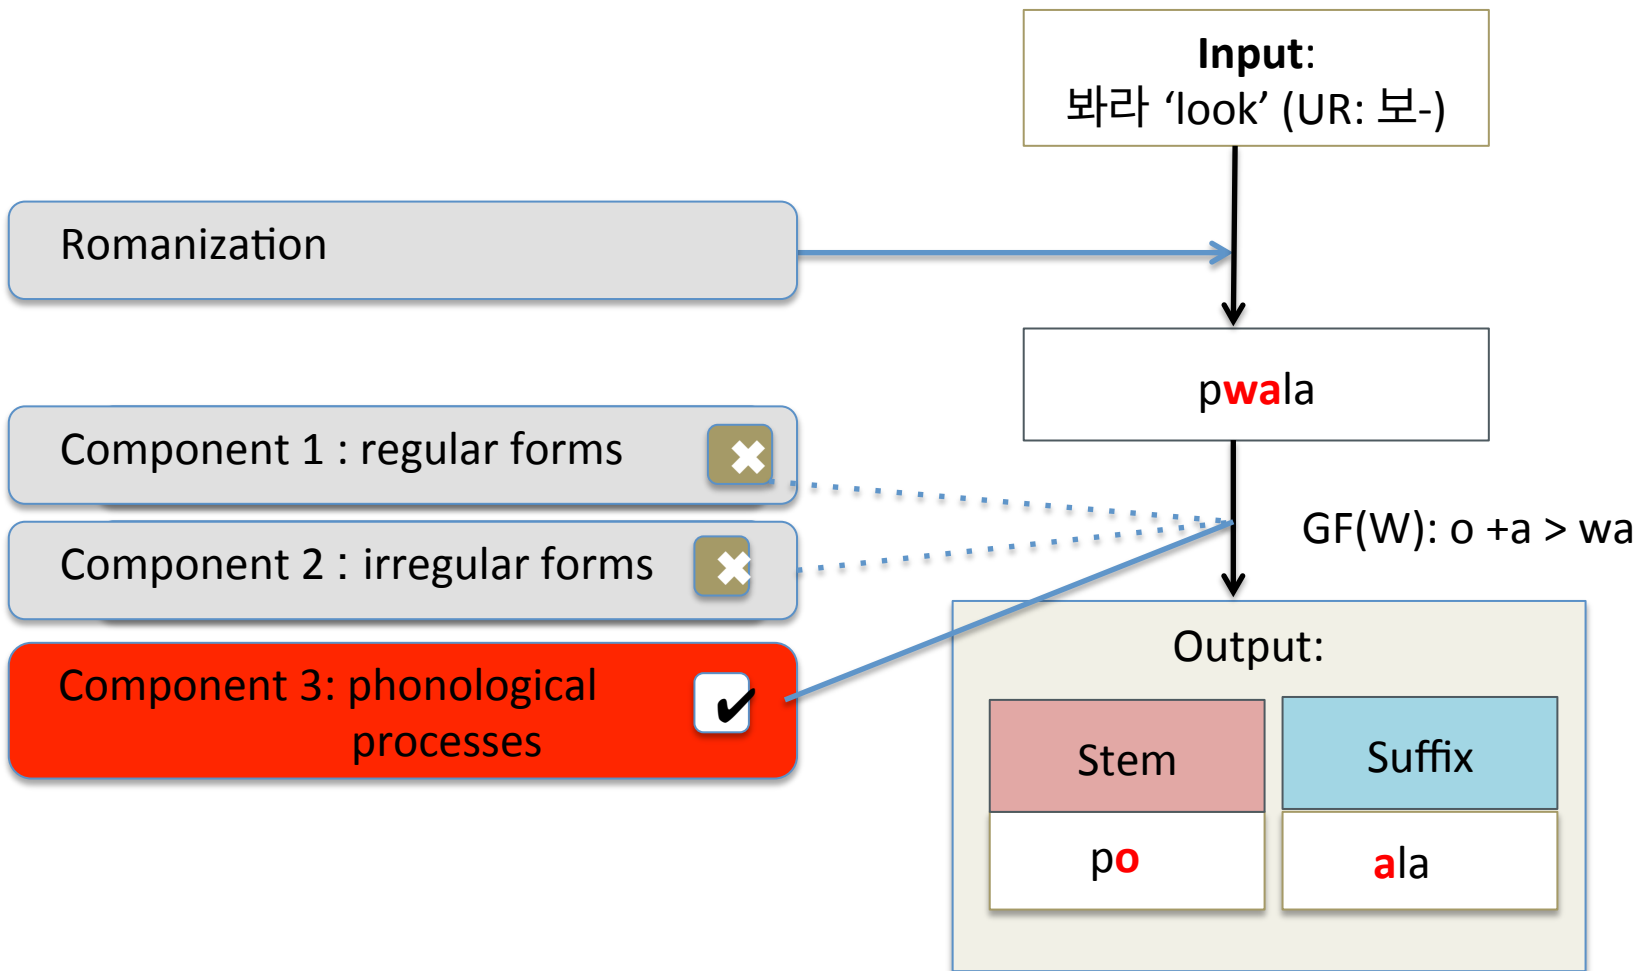 Input:
봐라 ‘look’ (UR: 보-)
Romanization
pwala
Component 1 : regular forms
Component 2 : irregular forms
GF(W): o +a > wa
Component 3: phonological
processes
Output:
Stem
Suffix
po
ala